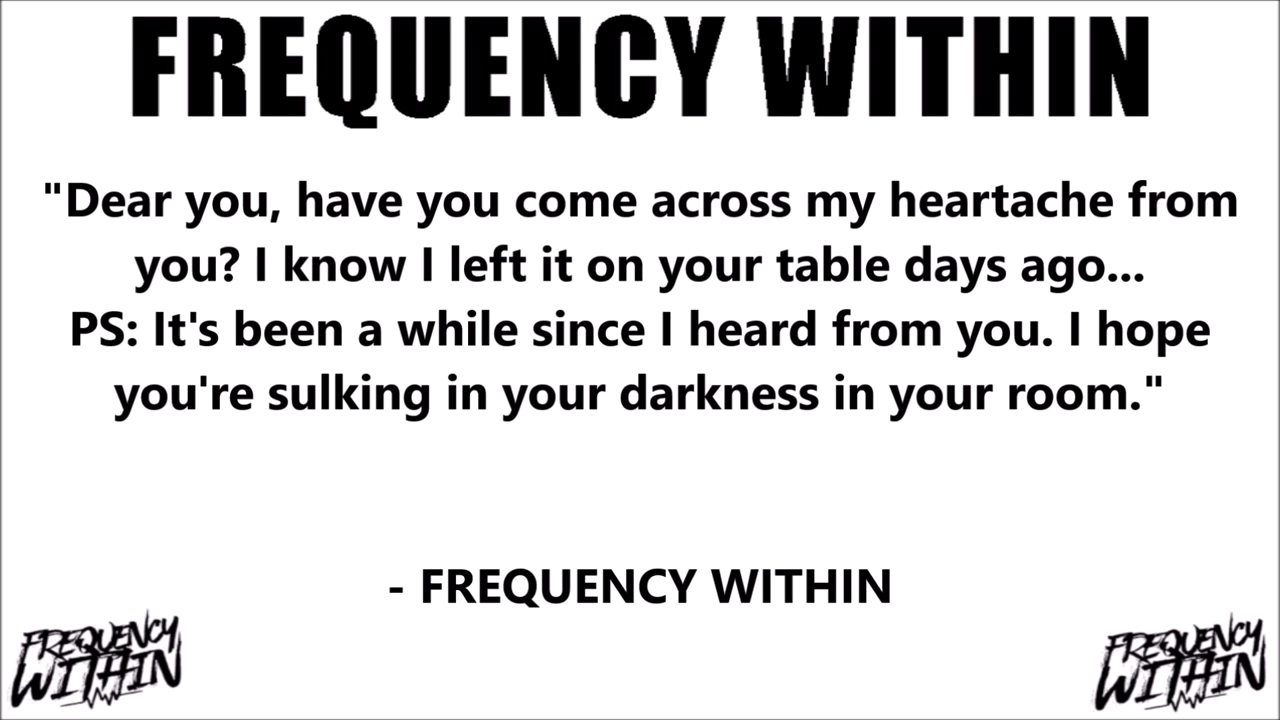 FREQUENCY WITHIN
"Dear you, have you come across my heartache from
you? I know I left it on your table days ago...
PS: It's been a while since I heard from you. I hope
you're sulking in your darkness in your room."
- FREQUENCY WITHIN
FREQUENCY
WITHIN
FREQUENCY
WITHIN